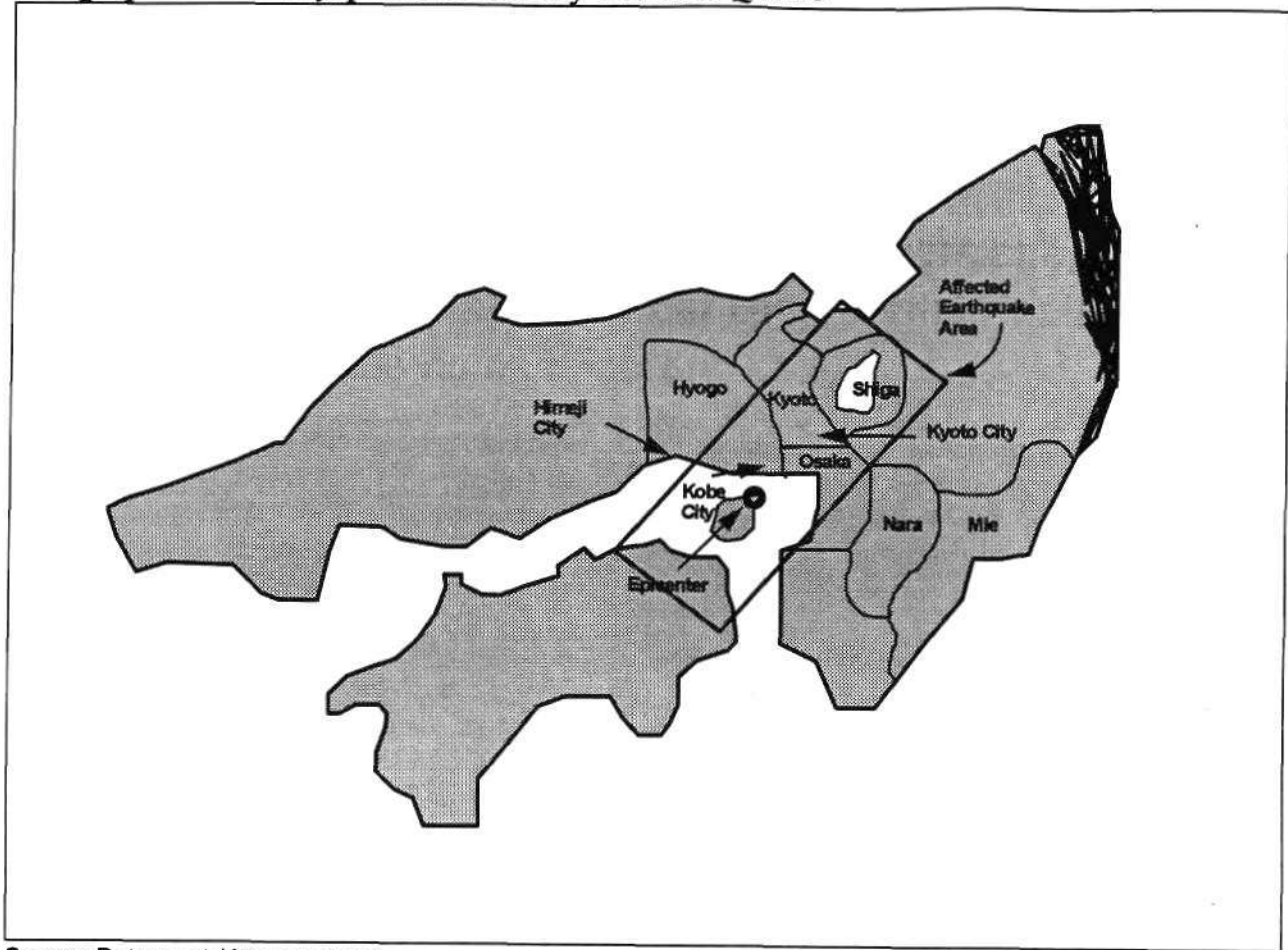 Affected
Earthquake
Area
Hyogo
Kyoto
Shiga
Himeji
City
Kyoto City
Osaka
Kobe
City
Nara
Mie
Epicenter